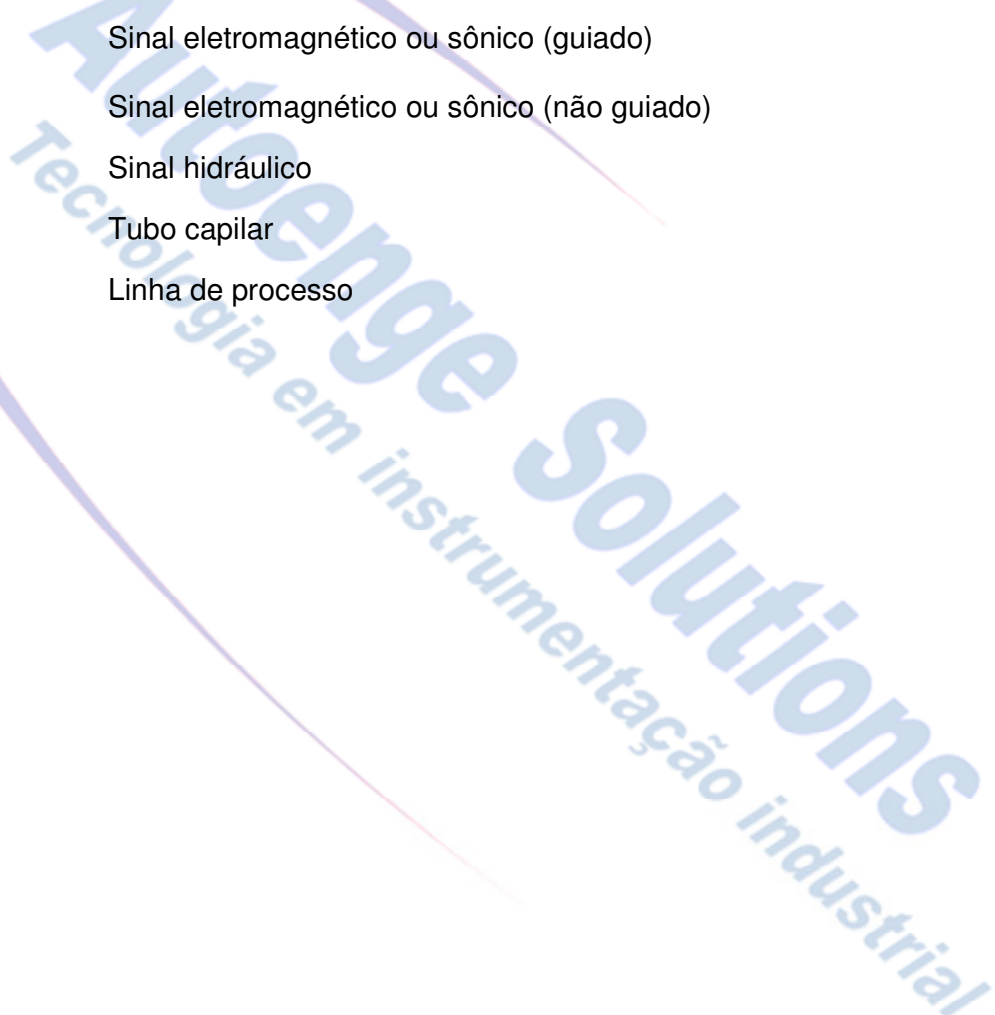 Sinal eletromagnético ou sônico (guiado)
Sinal eletromagnético ou sônico (não guiado)
Sinal hidráulico
Tubo capilar
Linha de processo
Autoenge Solutions
Tecnologia em instrumentação industrial